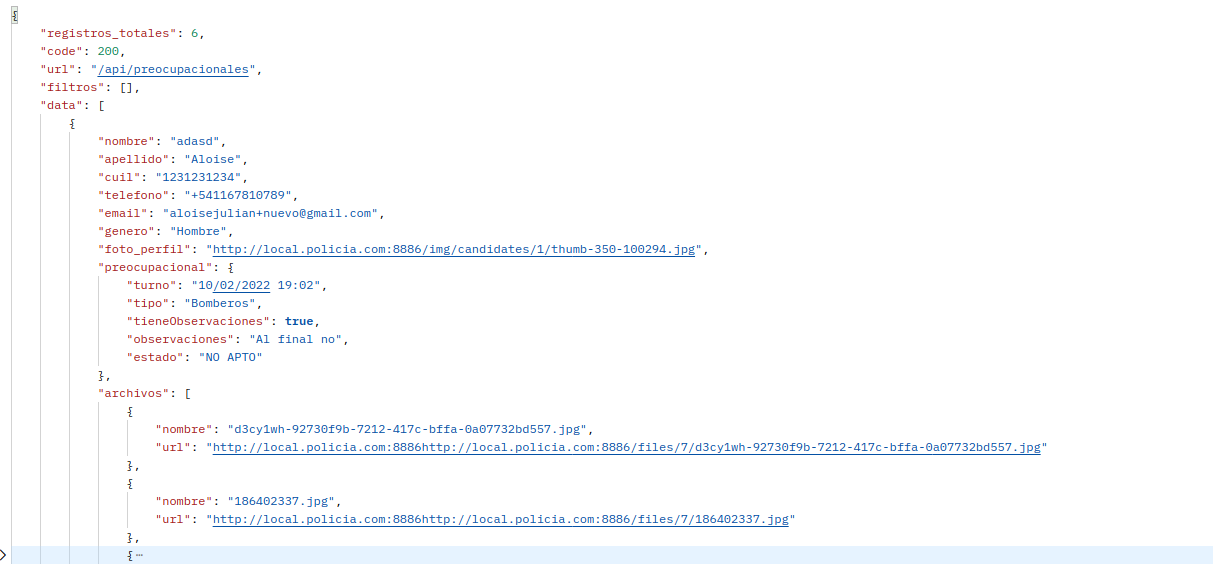 {
"registros_totales": 6,
"code": 200,
"url": "/api/preocupacionales",
"filtros": [],
"data": [
{
"nombre": "adasd",
"apellido": "Aloise",
"cuil": "1231231234",
"telefono": "+541167810789",
"email": "aloisejulian+nuevo@gmail.com",
"genero": "Hombre",
"foto_perfil": "http://local.policia.com:8886/img/candidates/1/thumb-350-100294.jpg",
"preocupacional": {
"turno": "10/02/2022 19:02",
"tipo": "Bomberos",
"tieneObservaciones": true,
"observaciones": "Al final no",
"estado": "NO APTO"
},
"archivos": [
{
"nombre": "d3cy1wh-92730f9b-7212-417c-bffa-0a07732bd557.jpg",
"url": "http://local.policia.com:8886http://local.policia.com:8886/files/7/d3cy1wh-92730f9b-7212-417c-bffa-0a07732bd557.jpg"
},
{
"nombre": "186402337.jpg",
"url": "http://local.policia.com:8886http://local.policia.com:8886/files/7/186402337.jpg"
},
{⋯